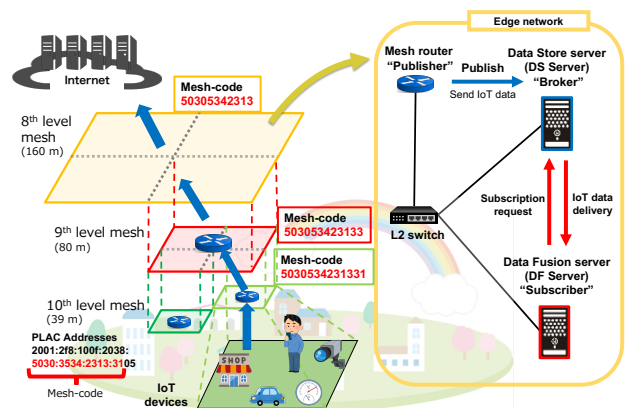 Internet
Mesh-code
50305342313
8th level
mesh
(160 m)
9th level mesh
(80 m)
Mesh-code
503053423133
Mesh-code
5030534231331
10th level mesh
(39 m)
PLAC Addresses
2001:2f8:100f:2038:
5030:3534:2313:3105
Mesh-code
IoT
devices
SHOP
Edge network
Mesh router
“Publisher”
Publish
Send IoT data
Data Store server
(DS Server)
“Broker”
Subscription
request
IoT data
delivery
L2 switch
Data Fusion server
(DF Server)
“Subscriber”